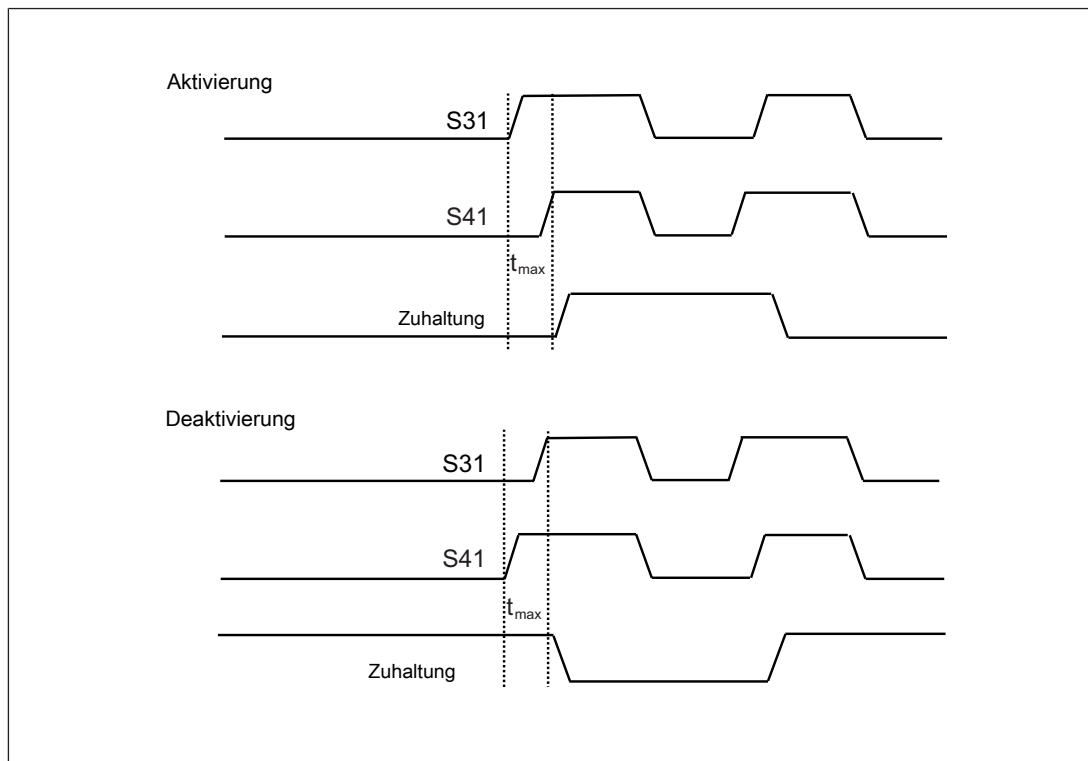 Aktivierung
S31
S41
tmax
Zuhaltung
Deaktivierung
S31
S41
tmax
Zuhaltung